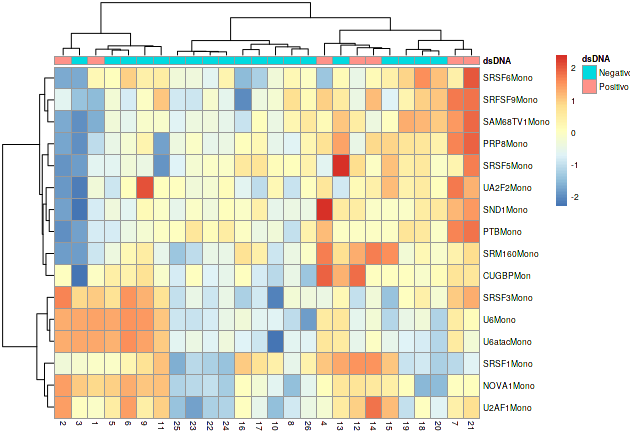 dsDNA
dsDNA
Negativo
Positivo
2
1
0
-1
-2
SRSF6Mono
SRFSF9Mono
SAM68TV1Mono
PRP8Mono
SRSF5Mono
UA2F2Mono
SND1Mono
PTBMono
SRM160Mono
CUGBPMon
SRSF3Mono
U6Mono
U6atacMono
SRSF1Mono
NOVA1Mono
U2AF1Mono
2 3 1 5 6 9 11 25 23 22 24 16 17 10 8 26 4 13 12 14 15 19 18 20 7 21